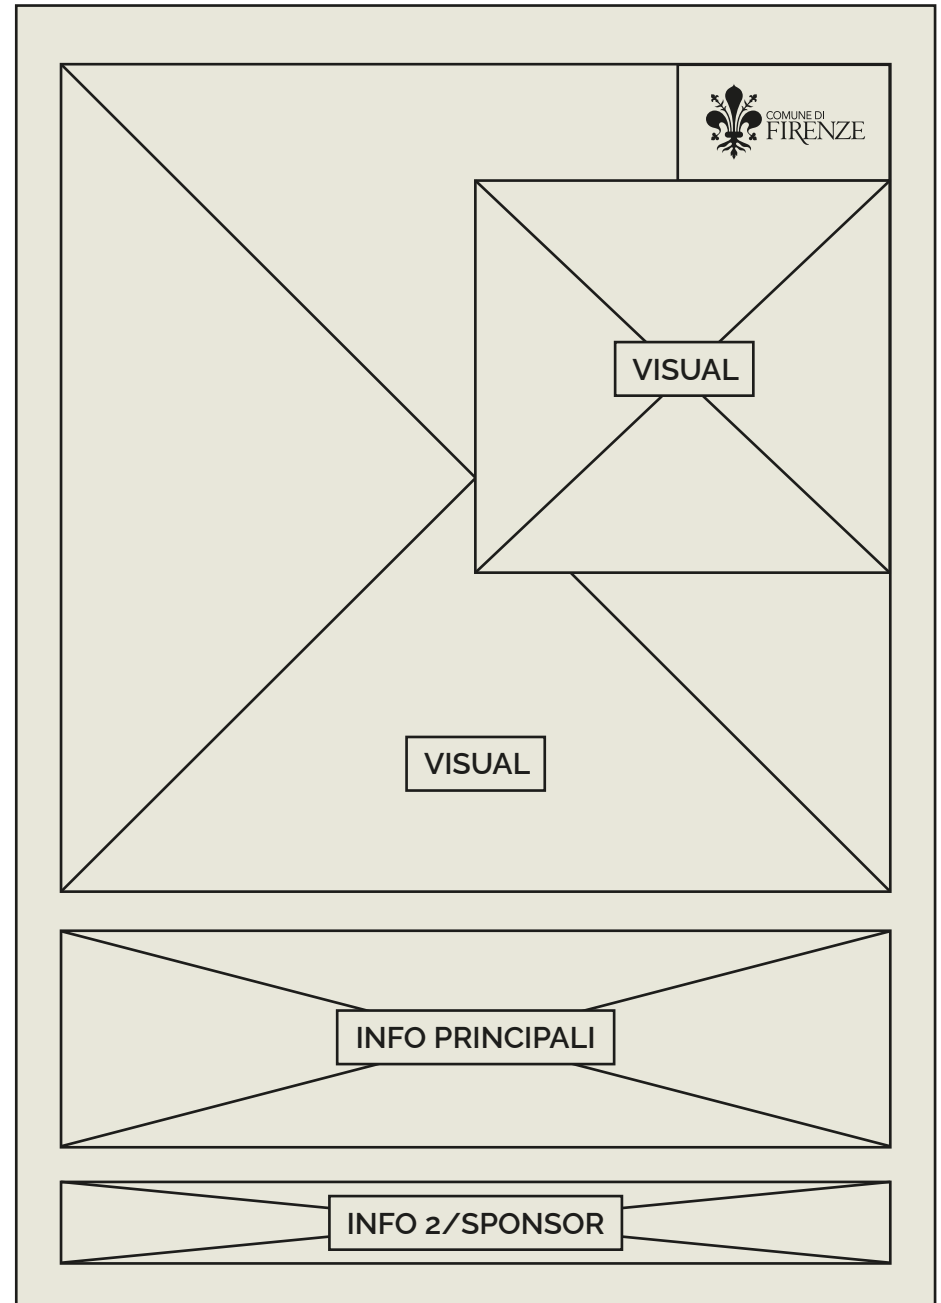 COMUNE DI
FIRENZE
VISUAL
VISUAL
INFO PRINCIPALI
INFO 2/SPONSOR